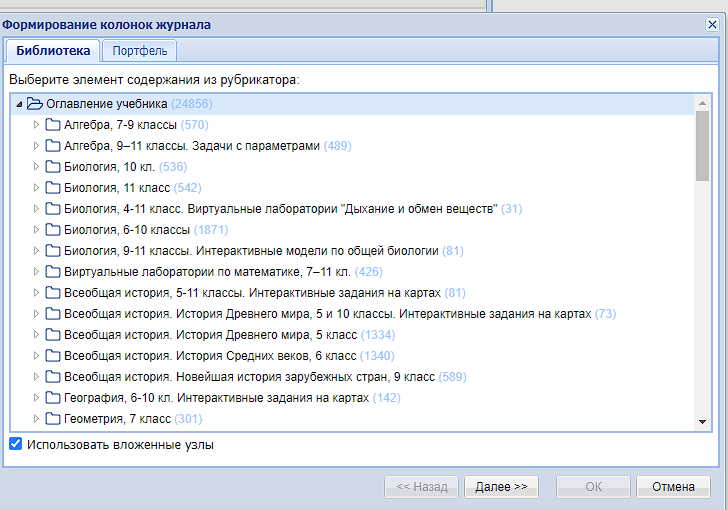 Формирование колонок журнала
Библиотека Портфель
Выберите элемент содержания из рубрикатора:
Оглавление учебника (24856)
Алгебра, 7-9 классы (570)
Алгебра, 9–11 классы. Задачи с параметрами (489)
Биология, 10 кл. (536)
Биология, 11 класс (542)
Биология, 4-11 класс. Виртуальные лаборатории "Дыхание и обмен веществ" (31)
Биология, 6-10 классы (1871)
Биология, 9-11 классы. Интерактивные модели по общей биологии (81)
Виртуальные лаборатории по математике, 7–11 кл. (426)
Всеобщая история, 5-11 классы. Интерактивные задания на картах (81)
Всеобщая история. История Древнего мира, 5 и 10 классы. Интерактивные задания на картах (73)
Всеобщая история. История Древнего мира, 5 класс (1334)
Всеобщая история. История Средних веков, 6 класс (1340)
Всеобщая история. Новейшая история зарубежных стран, 9 класс (589)
География, 6-10 кл. Интерактивные задания на картах (142)
Геометрия, 7 класс (301)
Использовать вложенные узлы
<< Назад Далее >> ОК Отмена